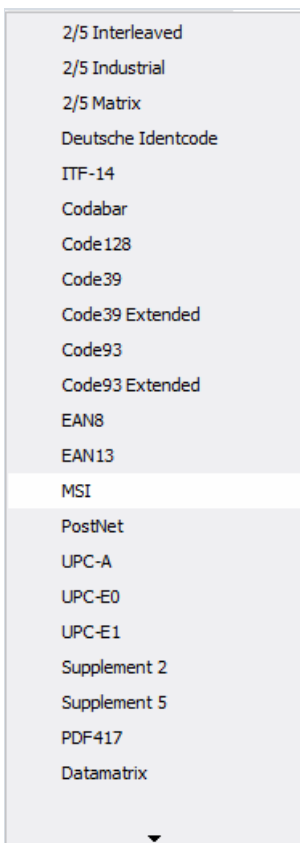 2/5 Interleaved
2/5 Industrial
2/5 Matrix
Deutsche Identcode
ITF-14
Codabar
Code128
Code39
Code39 Extended
Code93
Code93 Extended
EAN8
EAN13
MSI
PostNet
UPC-A
UPC-E0
UPC-E1
Supplement 2
Supplement 5
PDF417
Datamatrix